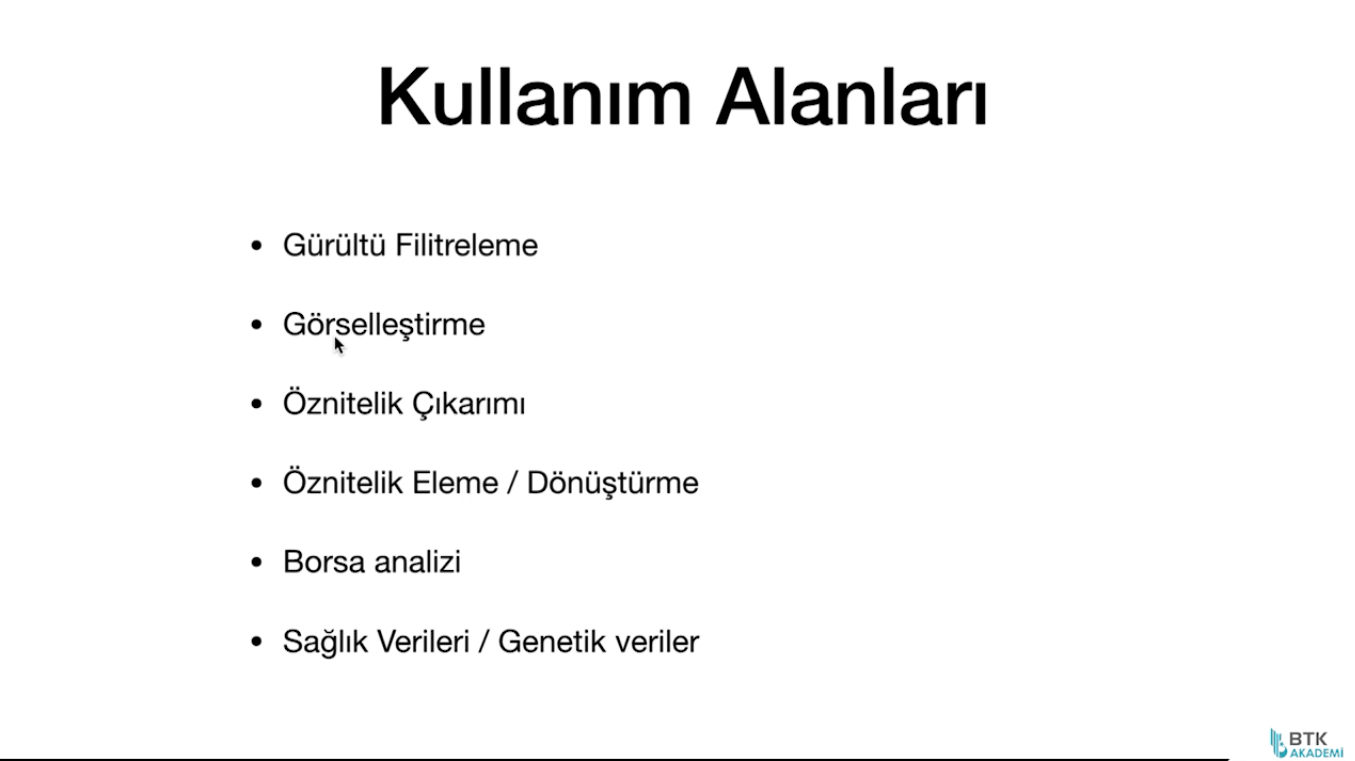 Kullanım Alanları
• Gürültü Filitreleme
• Görselleştirme
• Öznitelik Çıkarımı
• Öznitelik Eleme / Dönüştürme
• Borsa analizi
• Sağlık Verileri / Genetik veriler
BTK
AKADEMİ